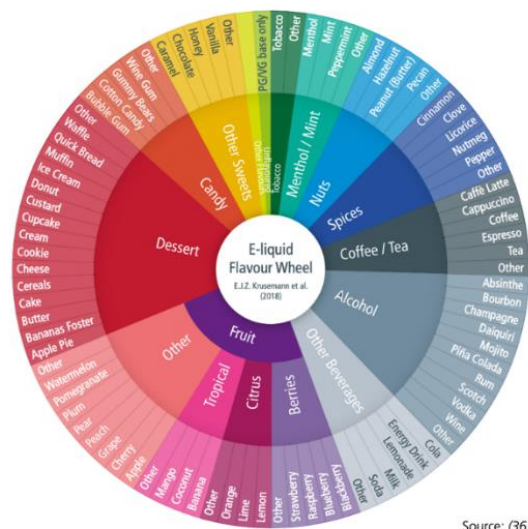 E-liquid
Flavour Wheel
E.J.Z. Krusemann et al.
(2018)
Tobacco
Tobacco
Other
Menthol / Mint
Menthol
Mint
Peppermint
Other
Nuts
Almond
Hazelnut
Peanut (Butter)
Pecan
Other
Spices
Cinnamon
Clove
Licorice
Nutmeg
Pepper
Other
Coffee / Tea
Caffè Latte
Cappuccino
Coffee
Espresso
Tea
Other
Alcohol
Absinthe
Bourbon
Champagne
Daiquiri
Mojito
Piña Colada
Rum
Scotch
Vodka
Wine
Other
Other Beverages
Cola
Energy Drink
Lemonade
Milk
Soda
Other
Fruit
Berries
Blackberry
Blueberry
Raspberry
Strawberry
Other
Citrus
Lemon
Lime
Orange
Other
Tropical
Banana
Coconut
Mango
Other
Other
Apple
Cherry
Grape
Peach
Pear
Plum
Pomegranate
Watermelon
Other
Dessert
Apple Pie
Bananas Foster
Butter
Cake
Cereals
Cheese
Cookie
Cream
Cupcake
Custard
Donut
Ice Cream
Muffin
Quick Bread
Waffle
Other
Candy
Bubble Gum
Cotton Candy
Gummy Bears
Wine Gum
Other
Other Sweets
Caramel
Chocolate
Honey
Vanilla
Other
PG/VG base only
Source: (36